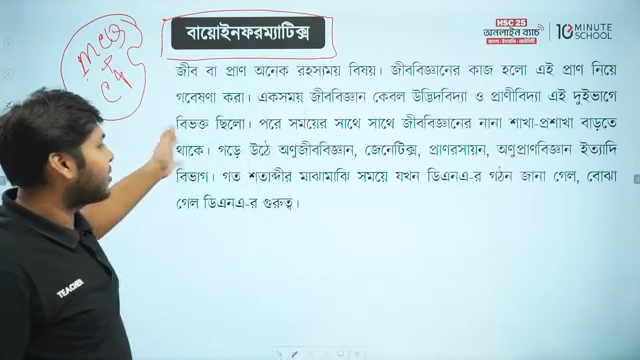 HSC 25
অনলাইন ব্যাচ
বাংলা · ইংরেজি · আইসিটি
10 MINUTE SCHOOL
বায়োইনফরম্যাটিক্স
জীব বা প্রাণ অনেক রহস্যময় বিষয়। জীববিজ্ঞানের কাজ হলো এই প্রাণ নিয়ে
গবেষণা করা। একসময় জীববিজ্ঞান কেবল উদ্ভিদবিদ্যা ও প্রাণীবিদ্যা এই দুইভাগে
বিভক্ত ছিলো। পরে সময়ের সাথে সাথে জীববিজ্ঞানের নানা শাখা-প্রশাখা বাড়তে
থাকে। গড়ে উঠে অণুজীববিজ্ঞান, জেনেটিক্স, প্রাণরসায়ন, অণুপ্রাণবিজ্ঞান ইত্যাদি
বিভাগ। গত শতাব্দীর মাঝামাঝি সময়ে যখন ডিএনএ-র গঠন জানা গেল, বোঝা
গেল ডিএনএ-র গুরুত্ব।
TEACHER